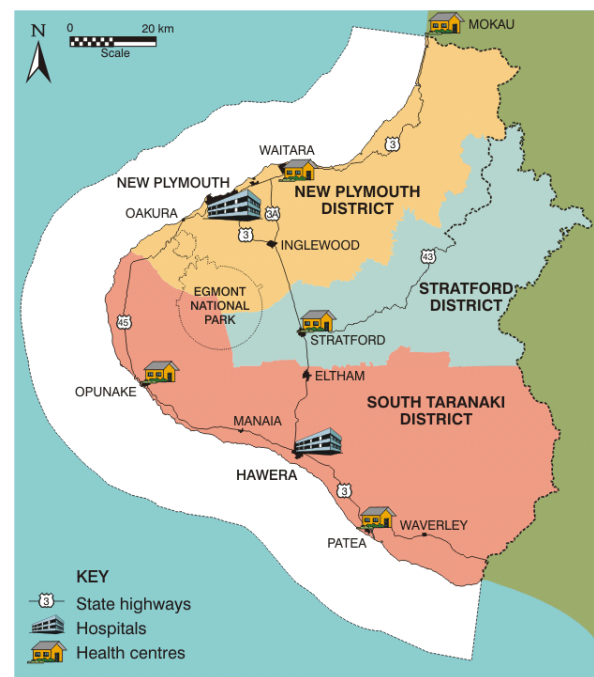 N
0
20 km
Scale
MOKAU
3
WAITARA
NEW PLYMOUTH
NEW PLYMOUTH
DISTRICT
OAKURA
3A
3
INGLEWOOD
43
EGMONT
NATIONAL
PARK
STRATFORD
DISTRICT
45
STRATFORD
ELTHAM
OPUNAKE
SOUTH TARANAKI
DISTRICT
MANAIA
HAWERA
3
WAVERLEY
PATEA
KEY
3 State highways
Hospitals
Health centres